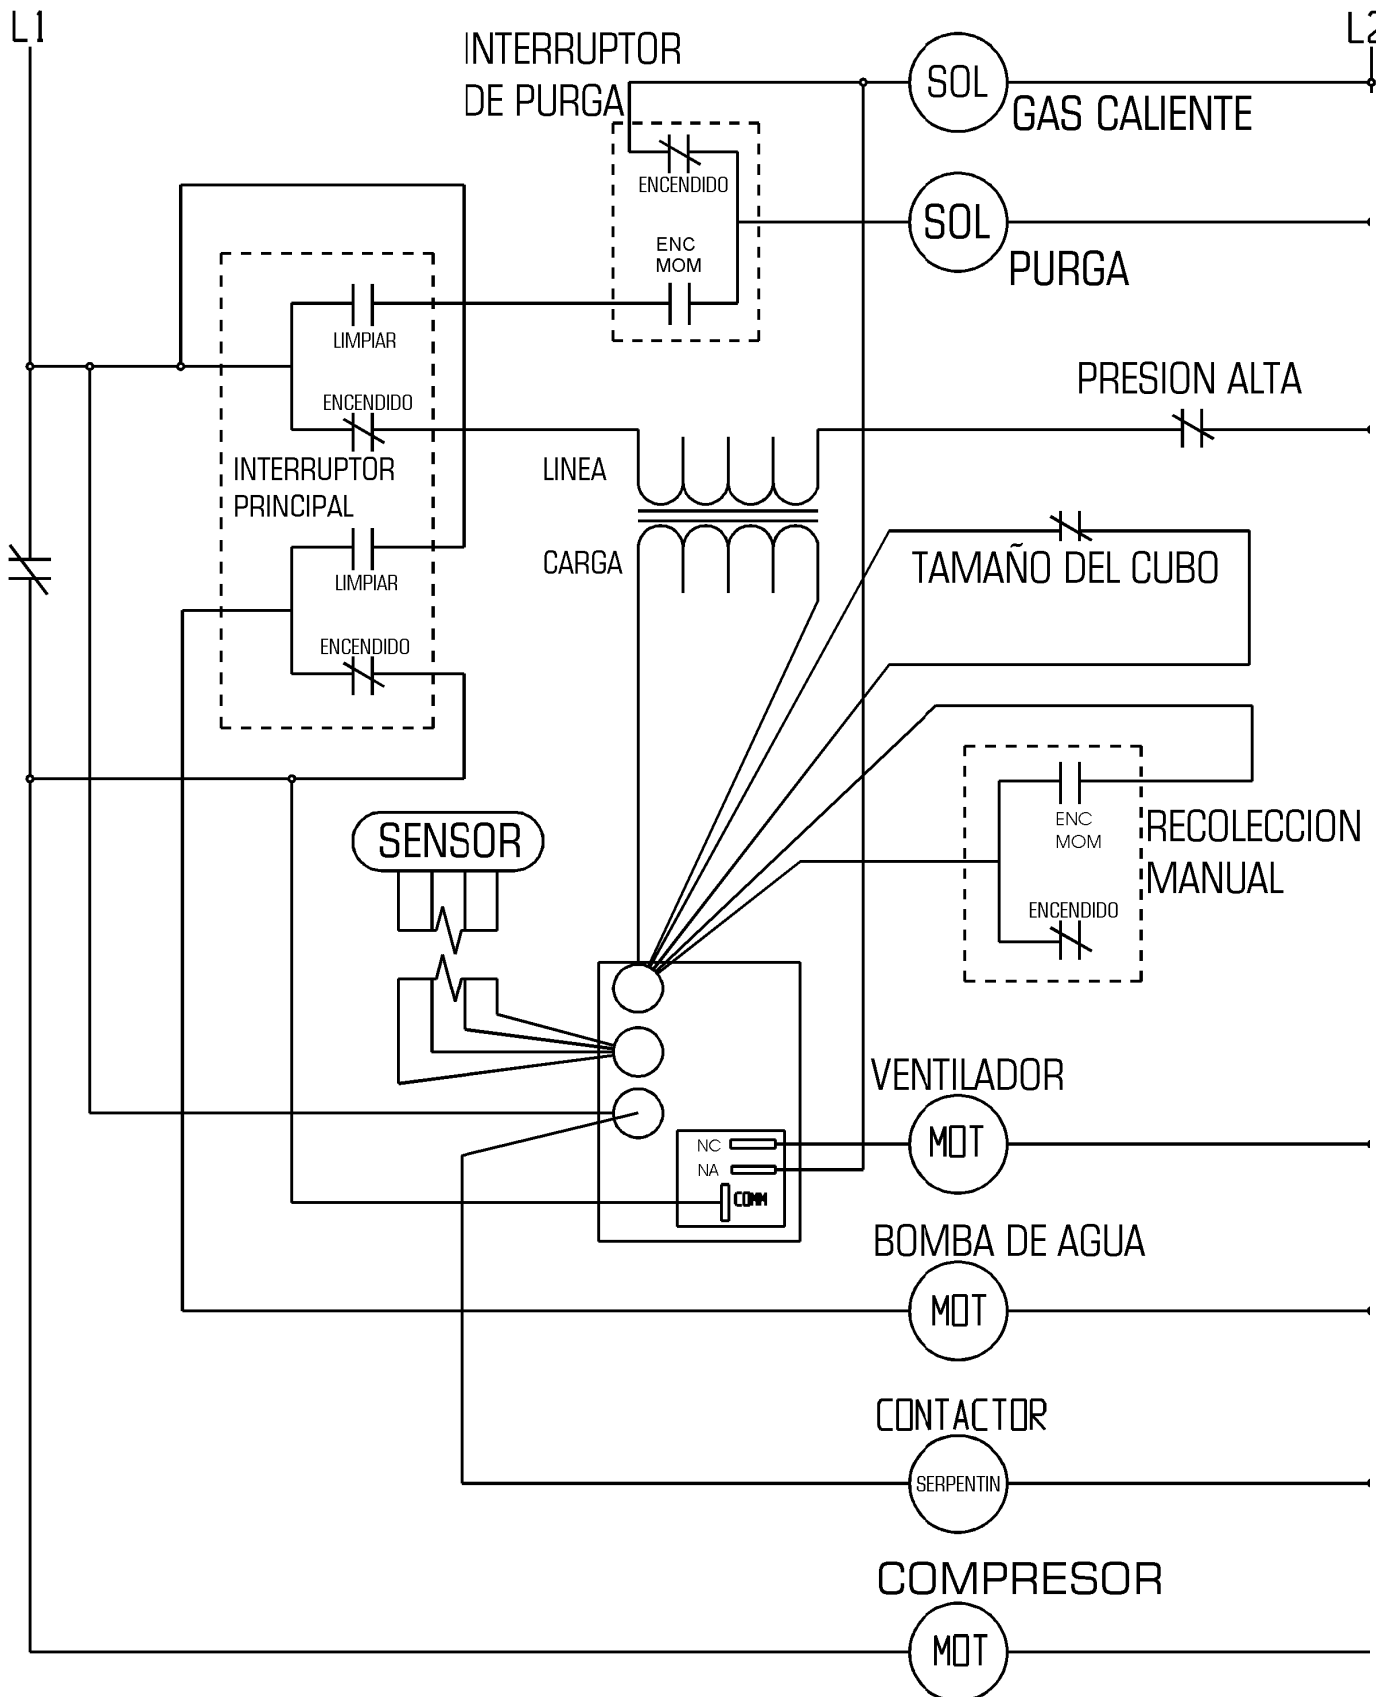 L1
L2
INTERRUPTOR
DE PURGA
SOL
GAS CALIENTE
ENCENDIDO
ENC
MOM
SOL
PURGA
LIMPIAR
ENCENDIDO
INTERRUPTOR
PRINCIPAL
LIMPIAR
ENCENDIDO
PRESION ALTA
LINEA
CARGA
TAMAÑO DEL CUBO
ENC
MOM
RECOLECCION
MANUAL
ENCENDIDO
SENSOR
VENTILADOR
MOT
NC
NA
COMM
BOMBA DE AGUA
MOT
CONTACTOR
SERPENTIN
COMPRESOR
MOT